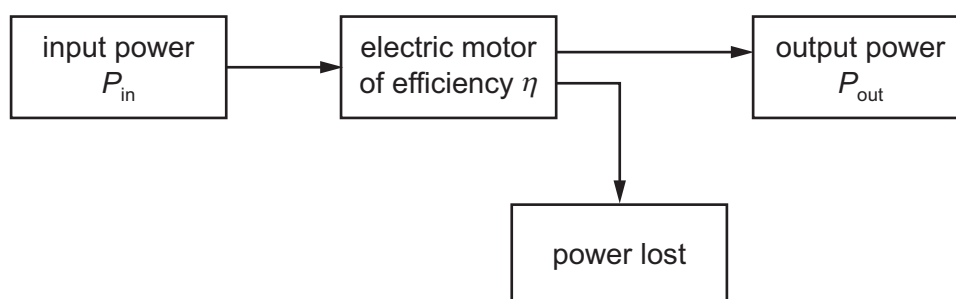 input power
P_in
electric motor
of efficiency η
output power
P_out
power lost